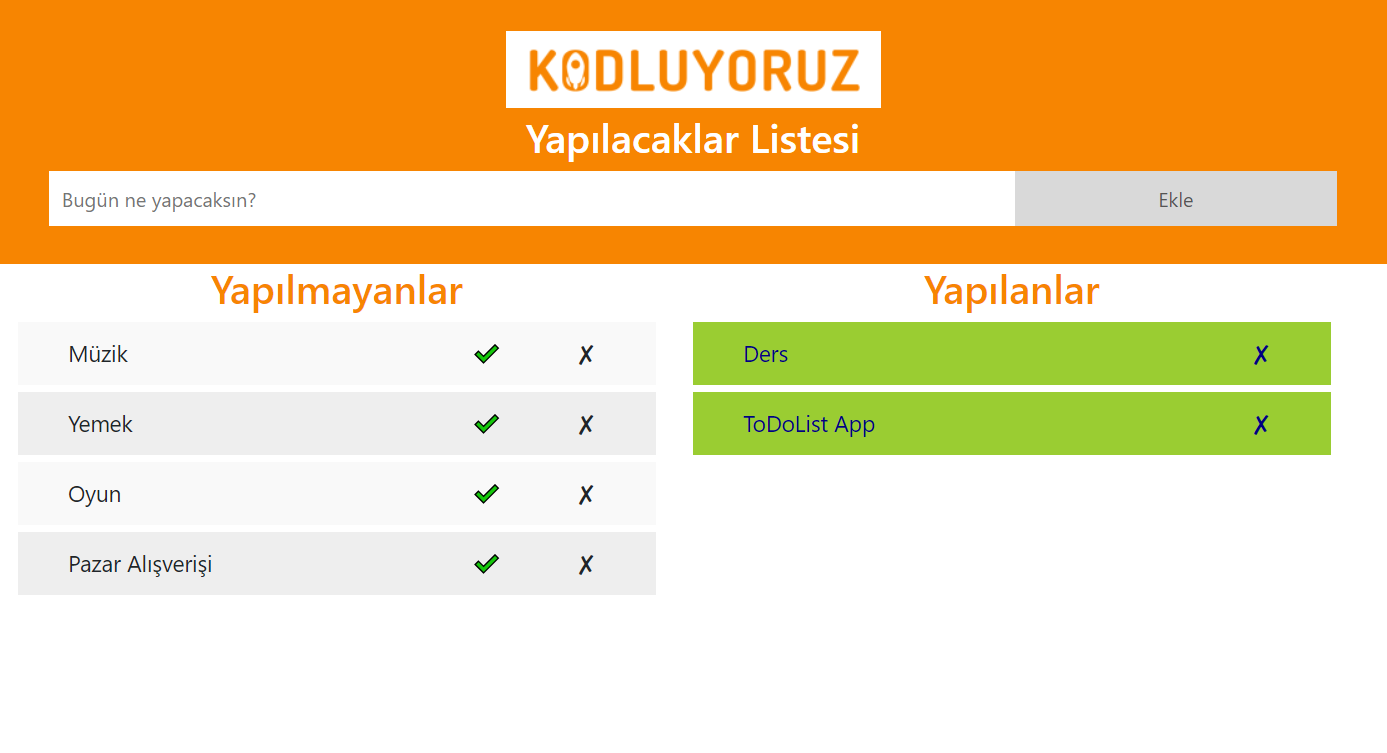 KODLUYORUZ
Yapılacaklar Listesi
Bugün ne yapacaksın?
Ekle
Yapılmayanlar
Müzik ✔ ✗
Yemek ✔ ✗
Oyun ✔ ✗
Pazar Alışverişi ✔ ✗
Yapılanlar
Ders ✗
ToDoList App ✗